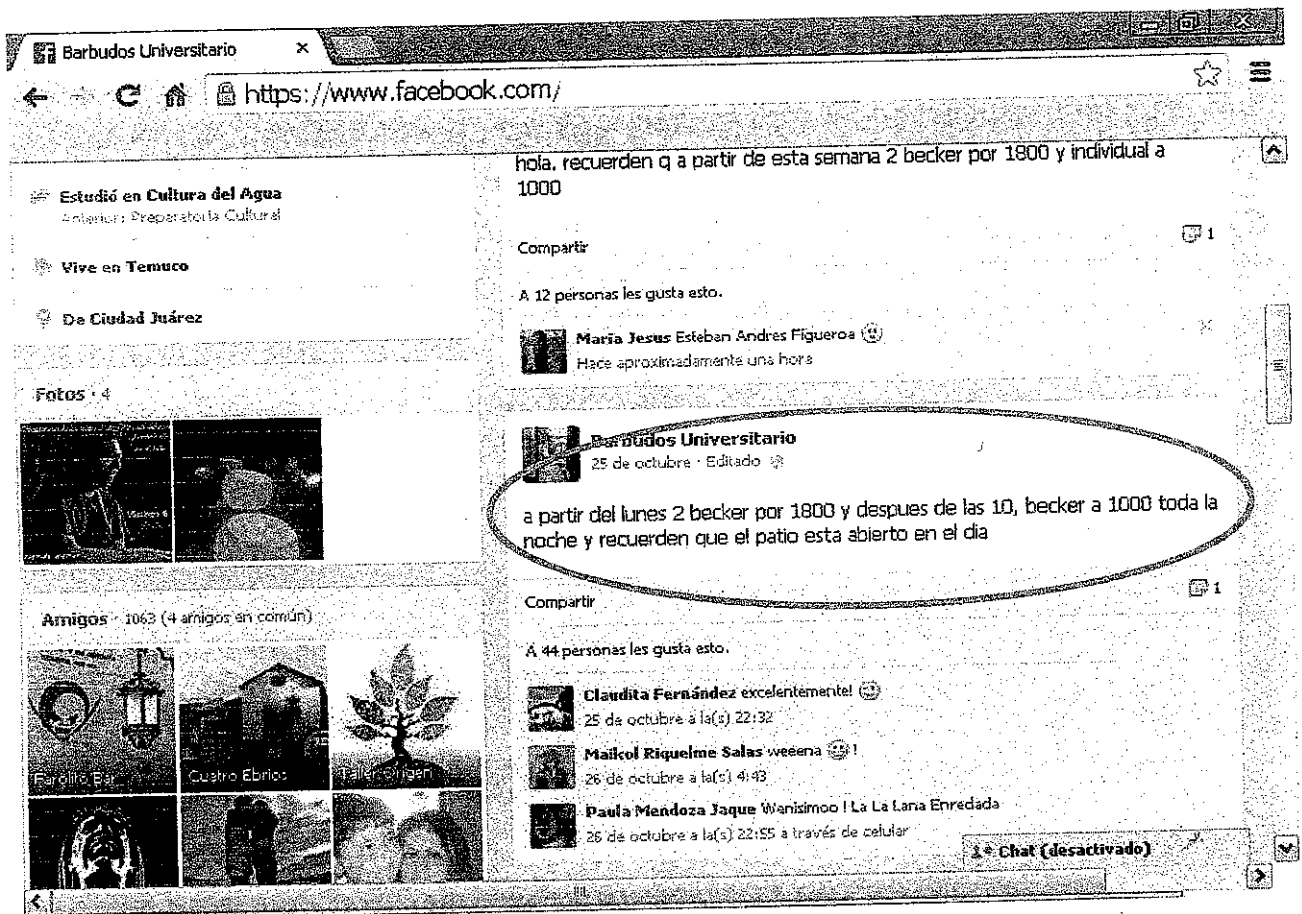 Barbudos Universitario
https://www.facebook.com/
Estudió en Cultura del Agua
Anterior: Preparatoria Cultural
Vive en Temuco
De Ciudad Juárez
Fotos · 4
Amigos · 1063 (4 amigos en común)
Farolito Bar
Cuatro Ebrios
Taller Origen
hola. recuerden q a partir de esta semana 2 becker por 1800 y individual a
1000
Compartir
1
A 12 personas les gusta esto.
Maria Jesus Esteban Andres Figueroa
Hace aproximadamente una hora
Barbudos Universitario
25 de octubre · Editado
a partir del lunes 2 becker por 1800 y despues de las 10, becker a 1000 toda la
noche y recuerden que el patio esta abierto en el dia
Compartir
1
A 44 personas les gusta esto.
Claudita Fernández excelentemente!
25 de octubre a la(s) 22:32
Maikol Riquelme Salas weeena !
26 de octubre a la(s) 4:43
Paula Mendoza Jaque Wenisimoo ! La La Lana Enredada
26 de octubre a la(s) 22:55 a través de celular
Chat (desactivado)